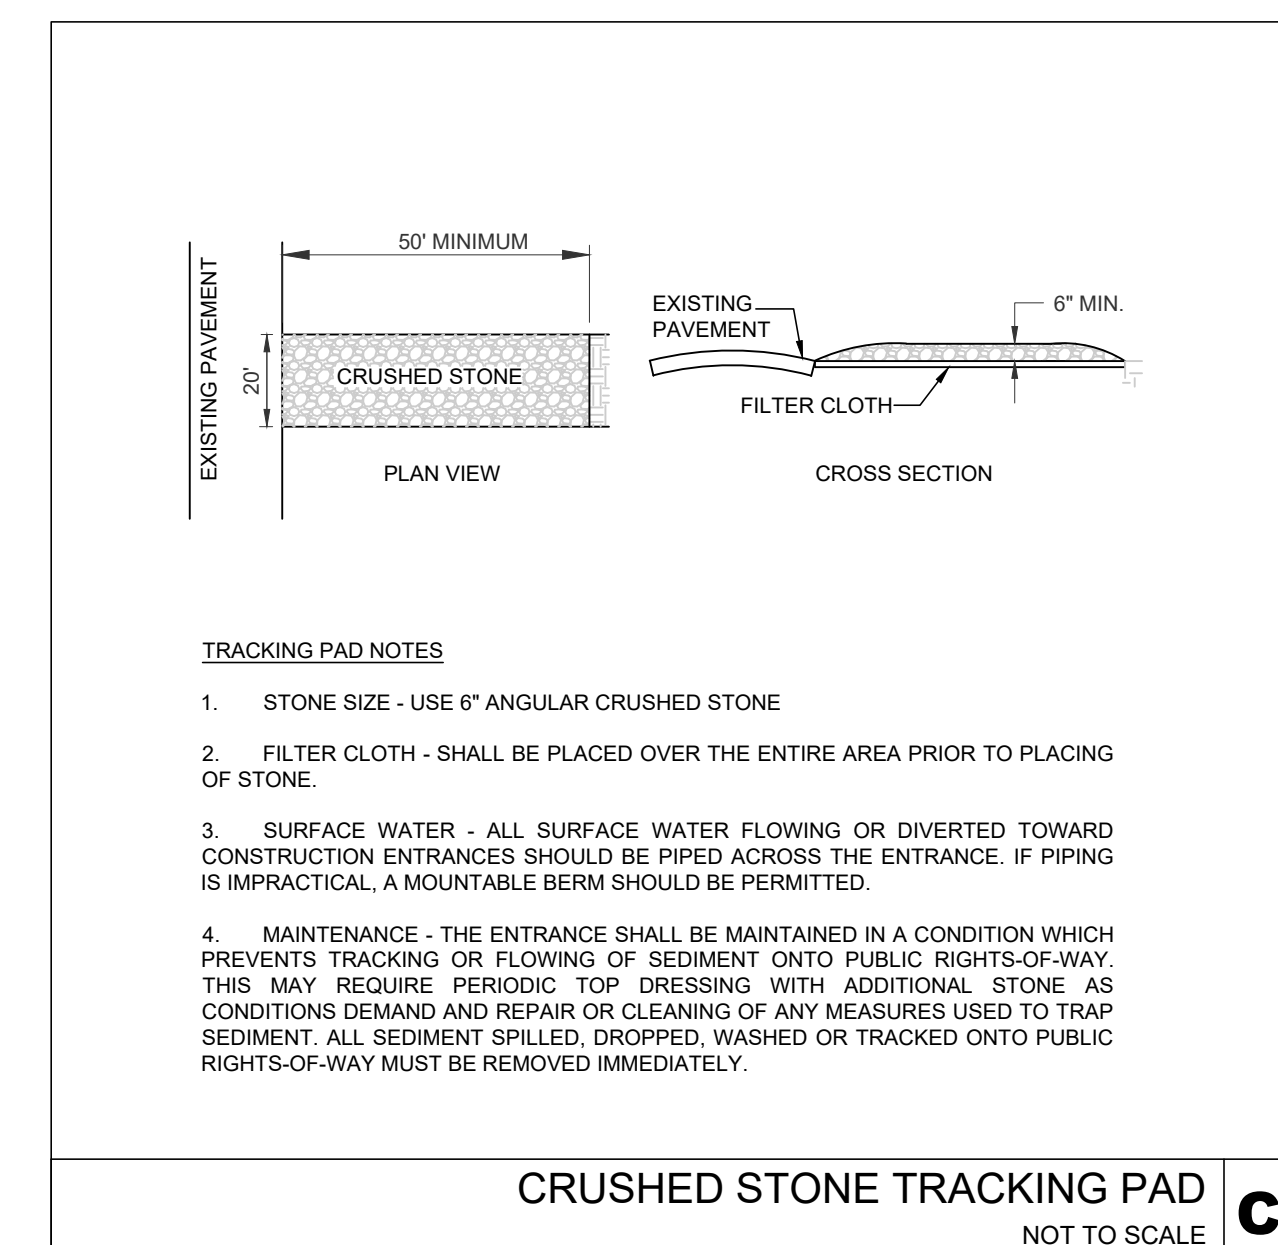 50' MINIMUM
EXISTING PAVEMENT
20'
CRUSHED STONE
PLAN VIEW
EXISTING
PAVEMENT
6" MIN.
FILTER CLOTH
CROSS SECTION
TRACKING PAD NOTES
1. STONE SIZE - USE 6" ANGULAR CRUSHED STONE
2. FILTER CLOTH - SHALL BE PLACED OVER THE ENTIRE AREA PRIOR TO PLACING
OF STONE.
3. SURFACE WATER - ALL SURFACE WATER FLOWING OR DIVERTED TOWARD
CONSTRUCTION ENTRANCES SHOULD BE PIPED ACROSS THE ENTRANCE. IF PIPING
IS IMPRACTICAL, A MOUNTABLE BERM SHOULD BE PERMITTED.
4. MAINTENANCE - THE ENTRANCE SHALL BE MAINTAINED IN A CONDITION WHICH
PREVENTS TRACKING OR FLOWING OF SEDIMENT ONTO PUBLIC RIGHTS-OF-WAY.
THIS MAY REQUIRE PERIODIC TOP DRESSING WITH ADDITIONAL STONE AS
CONDITIONS DEMAND AND REPAIR OR CLEANING OF ANY MEASURES USED TO TRAP
SEDIMENT. ALL SEDIMENT SPILLED, DROPPED, WASHED OR TRACKED ONTO PUBLIC
RIGHTS-OF-WAY MUST BE REMOVED IMMEDIATELY.
CRUSHED STONE TRACKING PAD
NOT TO SCALE
C